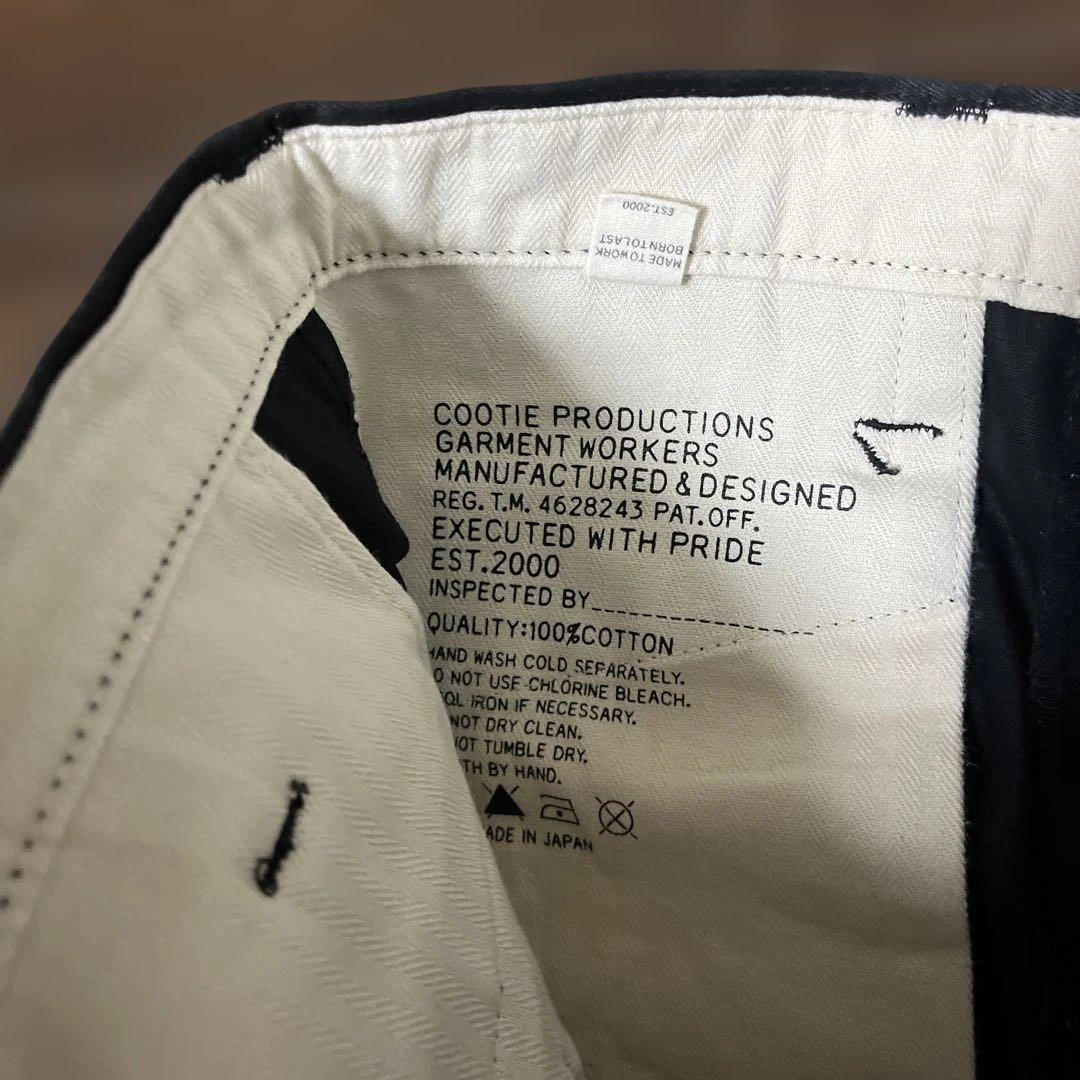 MADE TO WORK
BORN TO LAST
EST.2000
COOTIE PRODUCTIONS
GARMENT WORKERS
MANUFACTURED & DESIGNED
REG. T.M. 4628243 PAT. OFF.
EXECUTED WITH PRIDE
EST.2000
INSPECTED BY
QUALITY:100%COTTON
HAND WASH COLD SEPARATELY.
O NOT USE CHLORINE BLEACH.
OL IRON IF NECESSARY.
NOT DRY CLEAN.
OT TUMBLE DRY.
TH BY HAND.
ADE IN JAPAN